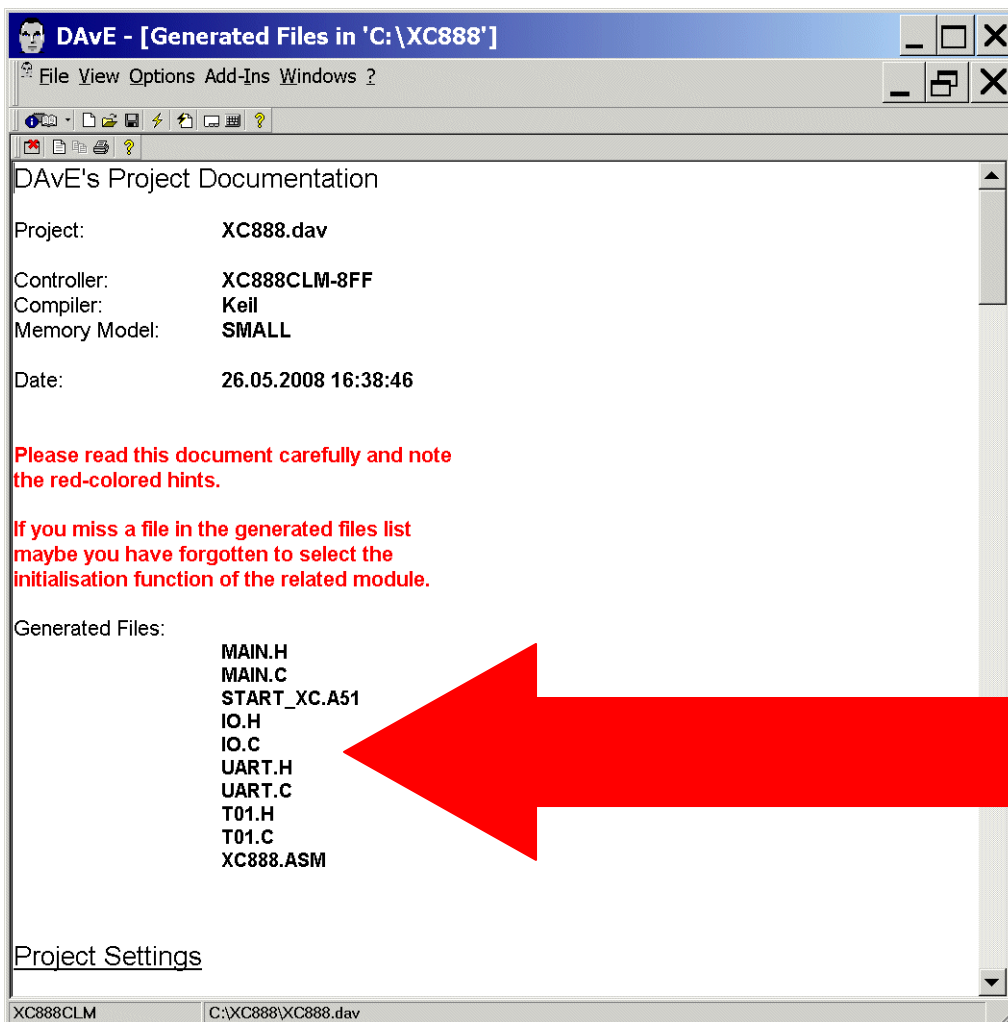 DAvE - [Generated Files in 'C:\XC888']
File View Options Add-Ins Windows ?
DAvE's Project Documentation
Project: XC888.dav
Controller: XC888CLM-8FF
Compiler: Keil
Memory Model: SMALL
Date: 26.05.2008 16:38:46
Please read this document carefully and note
the red-colored hints.
If you miss a file in the generated files list
maybe you have forgotten to select the
initialisation function of the related module.
Generated Files:
MAIN.H
MAIN.C
START_XC.A51
IO.H
IO.C
UART.H
UART.C
T01.H
T01.C
XC888.ASM
Project Settings
XC888CLM C:\XC888\XC888.dav